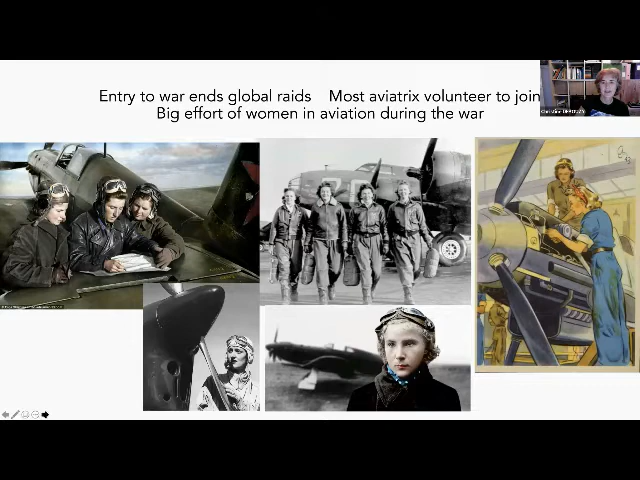 Entry to war ends global raids Most aviatrix volunteer to join
Big effort of women in aviation during the war